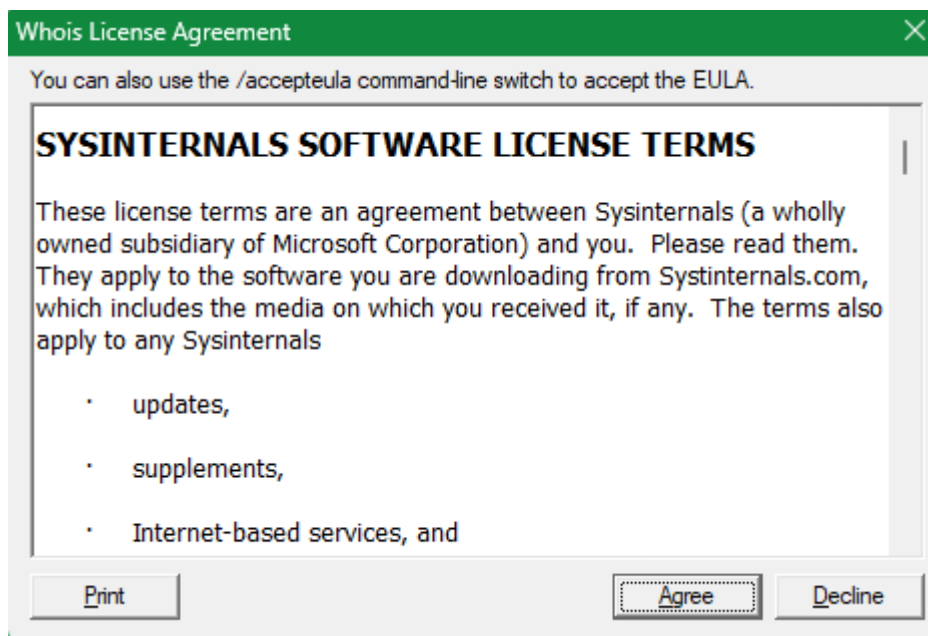 Whois License Agreement
You can also use the /accepteula command-line switch to accept the EULA.
SYSINTERNALS SOFTWARE LICENSE TERMS
These license terms are an agreement between Sysinternals (a wholly
owned subsidiary of Microsoft Corporation) and you.  Please read them.
They apply to the software you are downloading from Systinternals.com,
which includes the media on which you received it, if any.  The terms also
apply to any Sysinternals
· updates,
· supplements,
· Internet-based services, and
Print Agree Decline